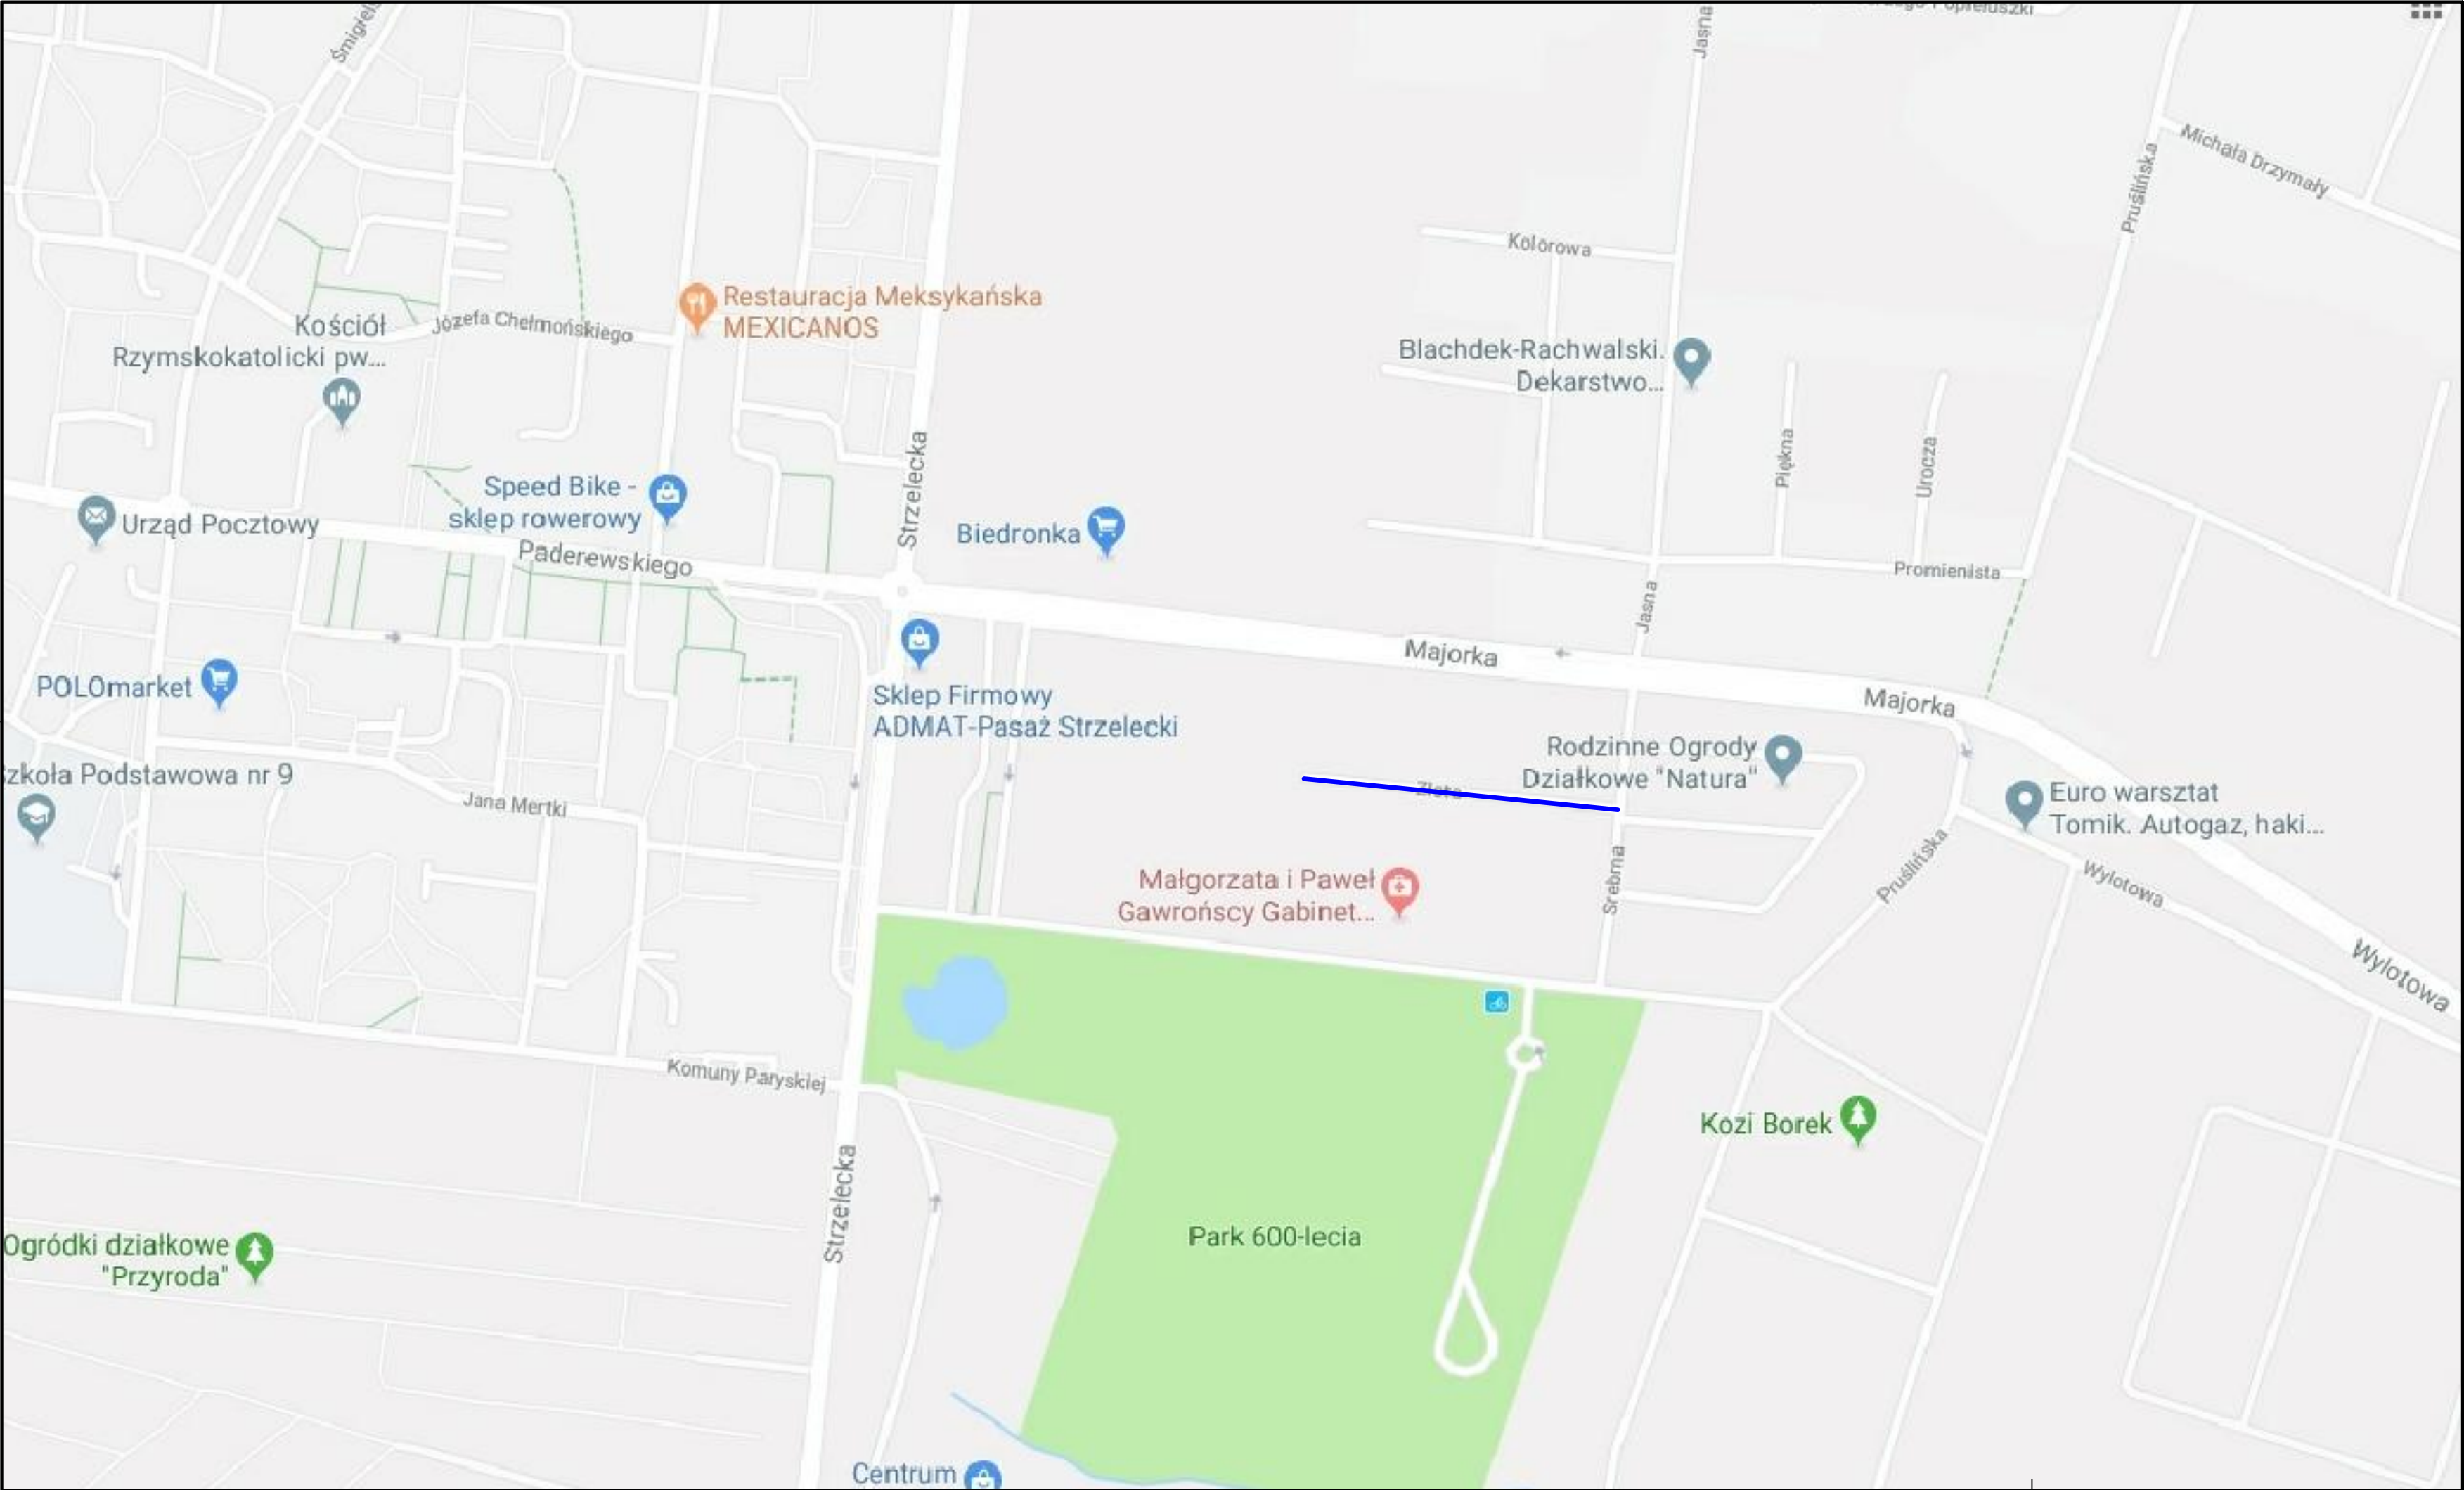 Śmigiels
Jasna
Michała Drzymały
Pruślińska
Kolorowa
Restauracja Meksykańska
MEXICANOS
Kościół
Rzymskokatolicki pw...
Józefa Chełmońskiego
Blachdek-Rachwalski.
Dekarstwo...
Piękna
Urocza
Strzelecka
Speed Bike -
sklep rowerowy
Urząd Pocztowy
Biedronka
Paderewskiego
Promienista
Jasna
Majorka
POLOmarket
Sklep Firmowy
ADMAT-Pasaż Strzelecki
Majorka
Rodzinne Ogrody
Działkowe "Natura"
zkoła Podstawowa nr 9
Jana Mertki
Euro warsztat
Tomik. Autogaz, haki...
Pruślińska
Wylotowa
Srebrna
Małgorzata i Paweł
Gawrońscy Gabinet...
Wylotowa
Komuny Paryskiej
Kozi Borek
Strzelecka
Park 600-lecia
Ogródki działkowe
"Przyroda"
Centrum